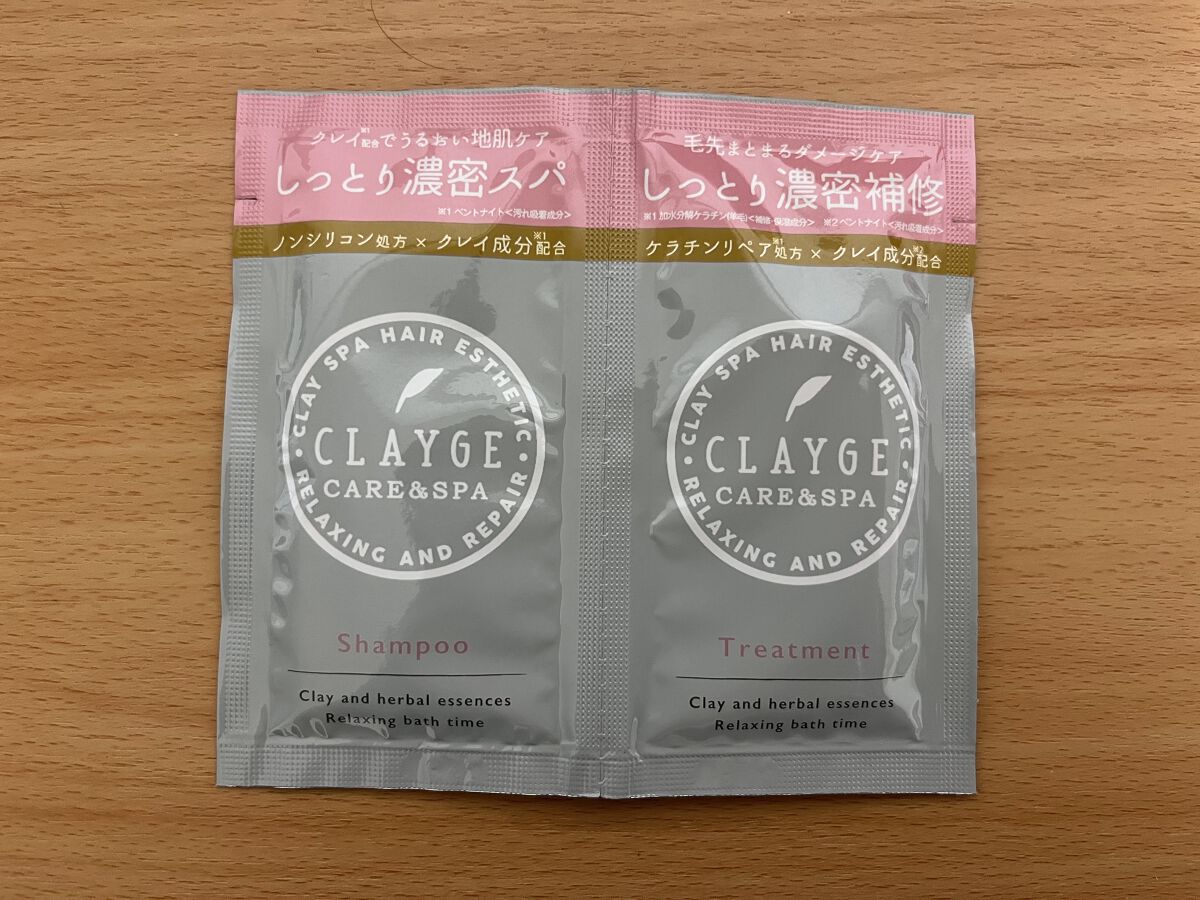 クレイ※1配合でうるおい地肌ケア
しっとり濃密スパ
※1 ベントナイト<汚れ吸着成分>
ノンシリコン処方 × クレイ成分※1配合
CLAY SPA HAIR ESTHETIC
CLAYGE
CARE&SPA
RELAXING AND REPAIR
Shampoo
Clay and herbal essences
Relaxing bath time
毛先まとまるダメージケア
しっとり濃密補修
※1 加水分解ケラチン(羊毛)<補修・保湿成分> ※2 ベントナイト<汚れ吸着成分>
ケラチンリペア※1処方 × クレイ成分※2配合
CLAY SPA HAIR ESTHETIC
CLAYGE
CARE&SPA
RELAXING AND REPAIR
Treatment
Clay and herbal essences
Relaxing bath time